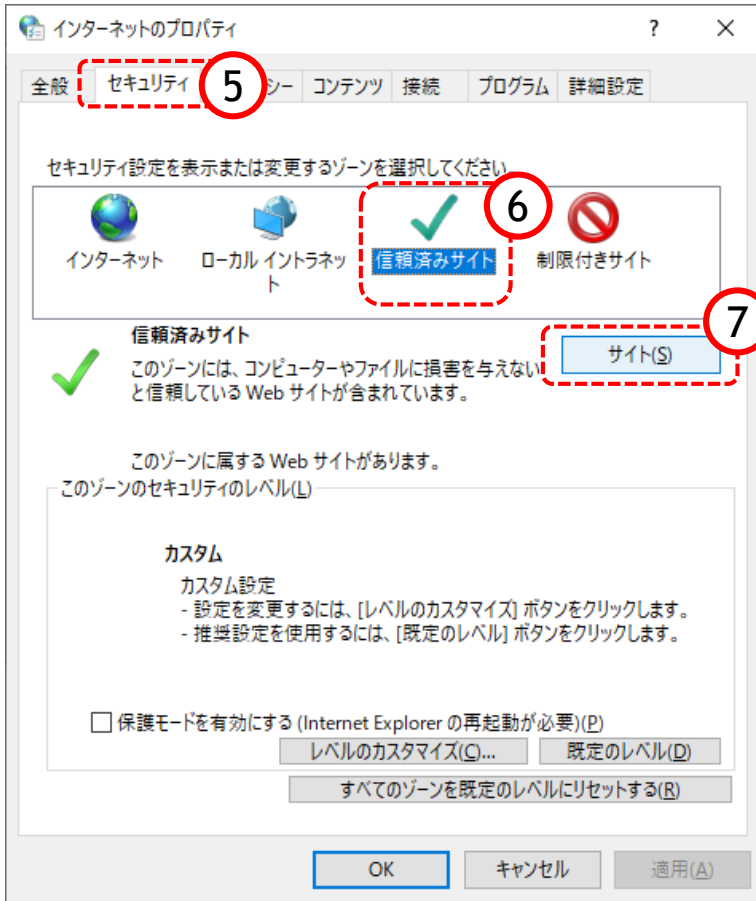 インターネットのプロパティ
? ×
全般 セキュリティ 5 シー コンテンツ 接続 プログラム 詳細設定
セキュリティ設定を表示または変更するゾーンを選択してください。
6
インターネット ローカル イントラネッ 信頼済みサイト 制限付きサイト
ト
7
信頼済みサイト
サイト(S)
このゾーンには、コンピューターやファイルに損害を与えない
と信頼している Web サイトが含まれています。
このゾーンに属する Web サイトがあります。
このゾーンのセキュリティのレベル(L)
カスタム
カスタム設定
- 設定を変更するには、[レベルのカスタマイズ] ボタンをクリックします。
- 推奨設定を使用するには、[既定のレベル] ボタンをクリックします。
保護モードを有効にする (Internet Explorer の再起動が必要)(P)
レベルのカスタマイズ(C)... 既定のレベル(D)
すべてのゾーンを既定のレベルにリセットする(R)
OK キャンセル 適用(A)